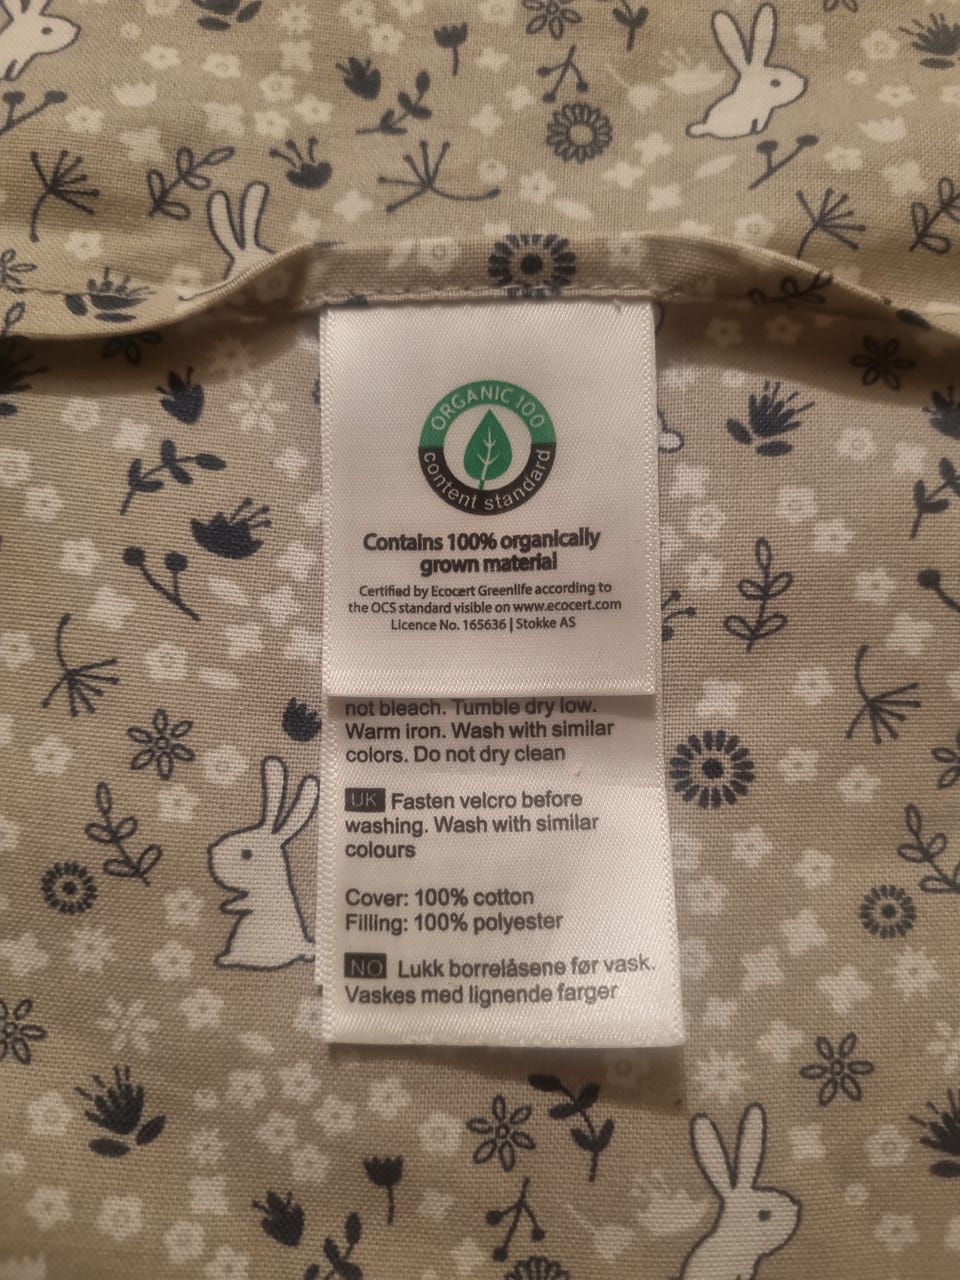 ORGANIC 100
content standard
Contains 100% organically
grown material
Certified by Ecocert Greenlife according to
the OCS standard visible on www.ecocert.com
Licence No. 165636 | Stokke AS
not bleach. Tumble dry low.
Warm iron. Wash with similar
colors. Do not dry clean
UK Fasten velcro before
washing. Wash with similar
colours
Cover: 100% cotton
Filling: 100% polyester
NO Lukk borrelåsene før vask.
Vaskes med lignende farger